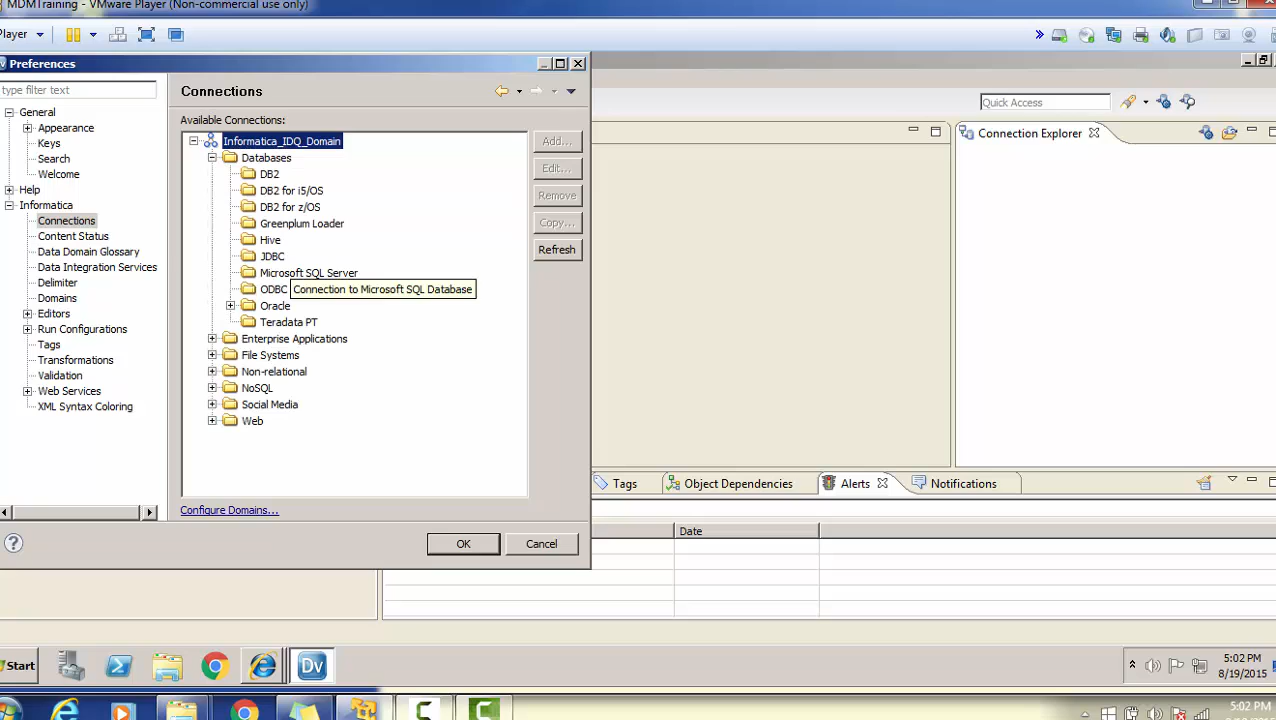 MDMTraining - VMware Player (Non-commercial use only)
Player
Preferences
type filter text
General
Appearance
Keys
Search
Welcome
Help
Informatica
Connections
Content Status
Data Domain Glossary
Data Integration Services
Delimiter
Domains
Editors
Run Configurations
Tags
Transformations
Validation
Web Services
XML Syntax Coloring
Connections
Available Connections:
Informatica_IDQ_Domain
Databases
DB2
DB2 for i5/OS
DB2 for z/OS
Greenplum Loader
Hive
JDBC
Microsoft SQL Server
ODBC
Connection to Microsoft SQL Database
Oracle
Teradata PT
Enterprise Applications
File Systems
Non-relational
NoSQL
Social Media
Web
Add...
Edit...
Remove
Copy...
Refresh
Configure Domains...
OK
Cancel
Quick Access
Connection Explorer
Tags
Object Dependencies
Alerts
Notifications
Date
Start
Dv
5:02 PM
8/19/2015
5:02 PM